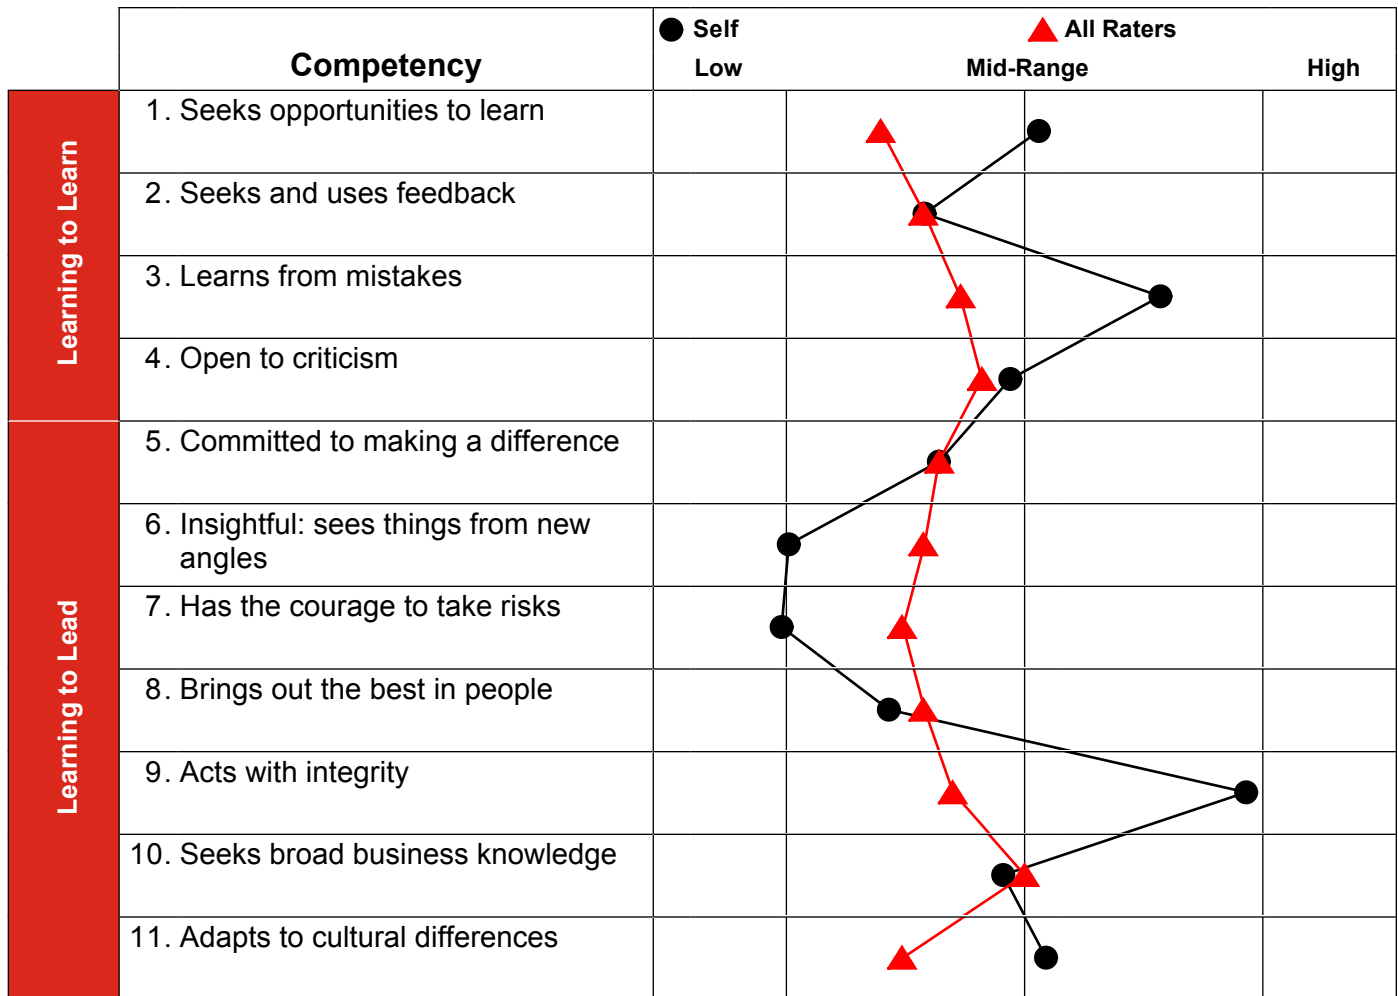 Self
All Raters
Competency
Low
Mid-Range
High
Learning to Learn
1. Seeks opportunities to learn
2. Seeks and uses feedback
3. Learns from mistakes
4. Open to criticism
Learning to Lead
5. Committed to making a difference
6. Insightful: sees things from new
angles
7. Has the courage to take risks
8. Brings out the best in people
9. Acts with integrity
10. Seeks broad business knowledge
11. Adapts to cultural differences